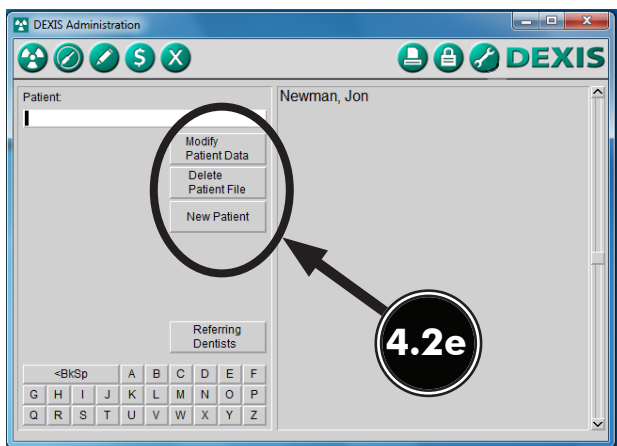 DEXIS Administration
$ X DEXIS
Patient:
Newman, Jon
Modify
Patient Data
Delete
Patient File
New Patient
4.2e
Referring
Dentists
<BkSp A B C D E F
G H I J K L M N O P
Q R S T U V W X Y Z